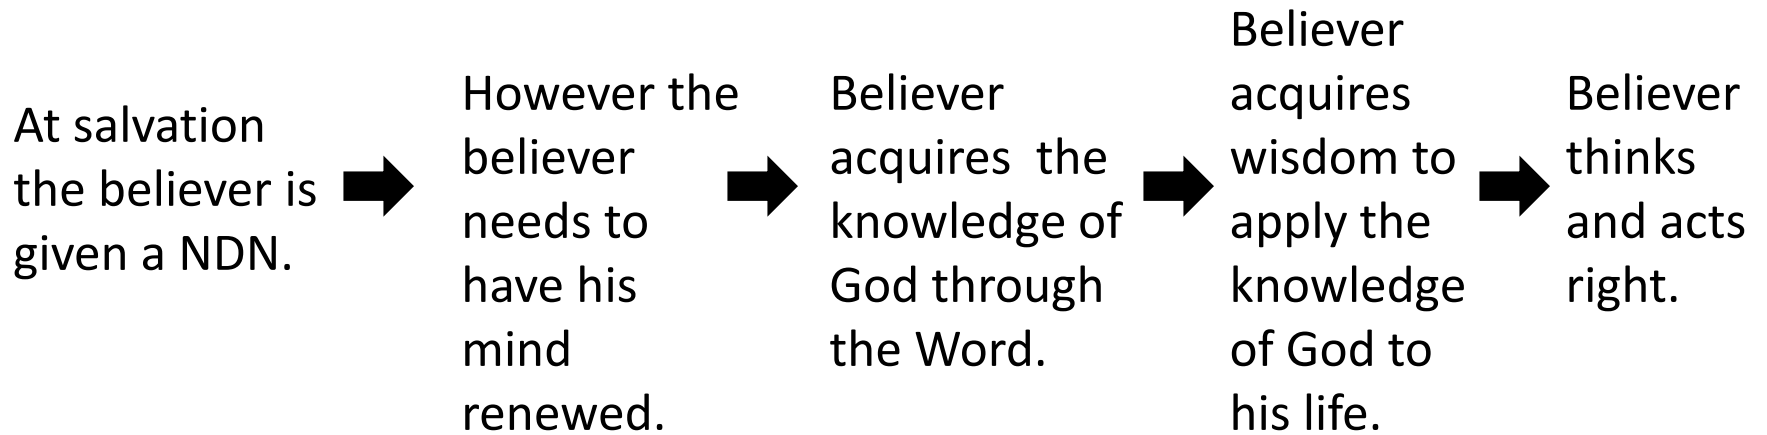 At salvation
the believer is
given a NDN.
However the
believer
needs to
have his
mind
renewed.
Believer
acquires  the
knowledge of
God through
the Word.
Believer
acquires
wisdom to
apply the
knowledge
of God to
his life.
Believer
thinks
and acts
right.